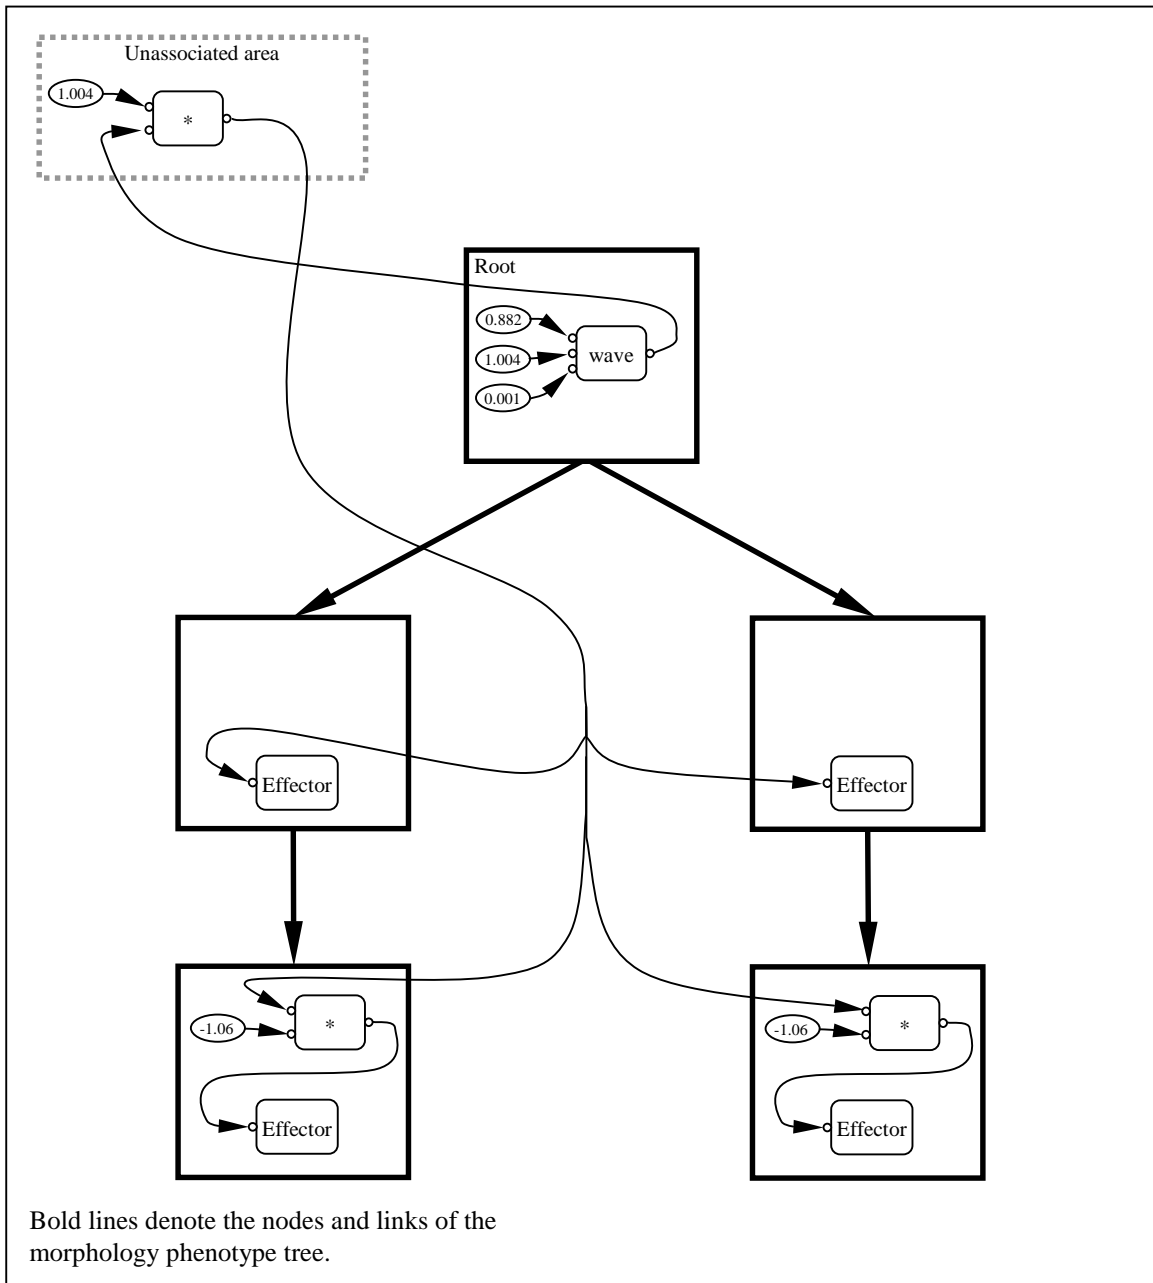 Unassociated area
1.004
*
Root
0.882
1.004
0.001
wave
Effector
Effector
-1.06
*
Effector
-1.06
*
Effector
Bold lines denote the nodes and links of the
morphology phenotype tree.